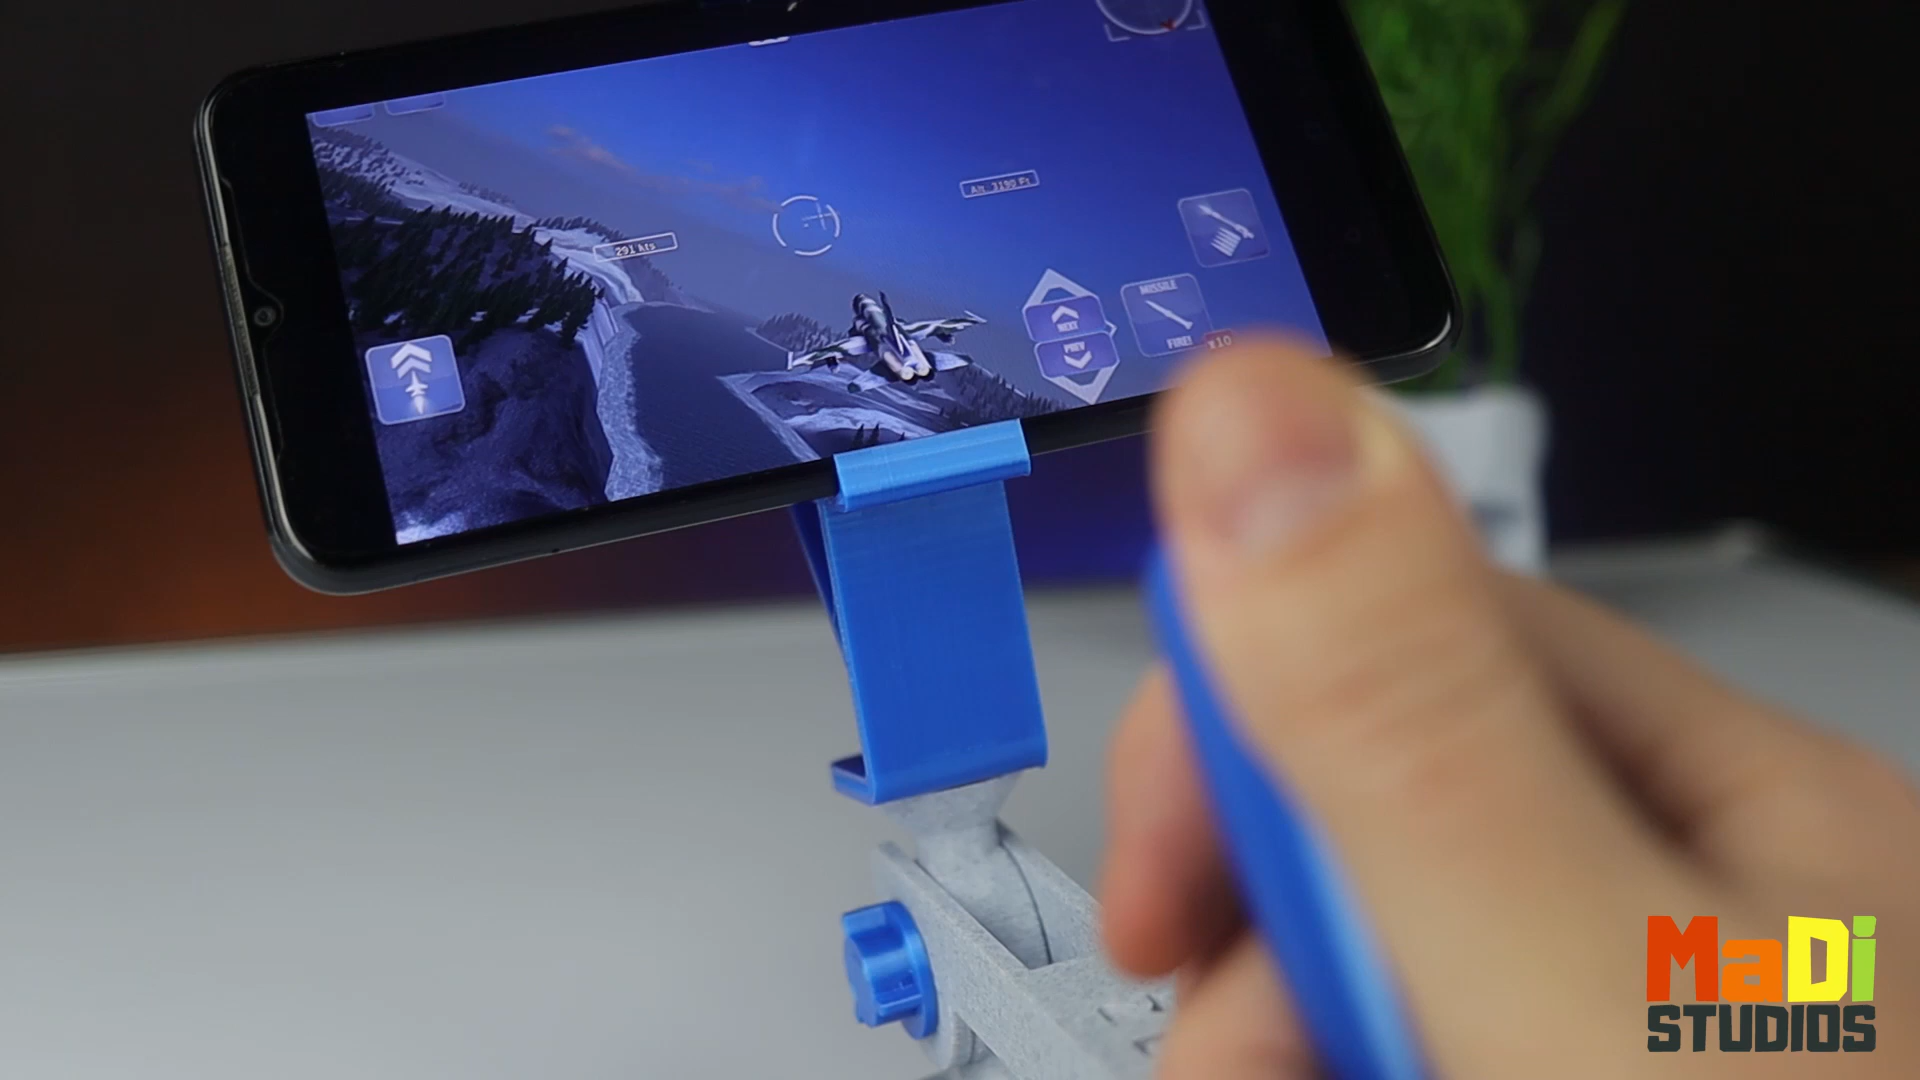 Alt. 3190 Ft
291 kts
NEXT
PREV
MISSILE
FIRE!
x10
MaDi
STUDIOS